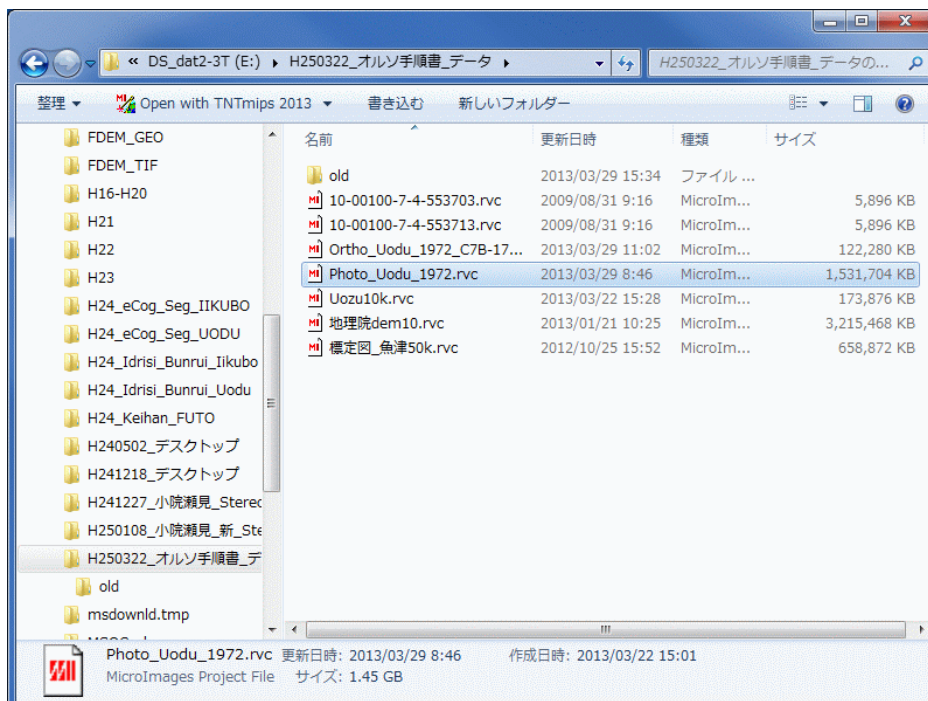 « DS_dat2-3T (E:) ▸ H250322_オルソ手順書_データ ▸
H250322_オルソ手順書_データの...
整理 Open with TNTmips 2013 書き込む 新しいフォルダー
FDEM_GEO
FDEM_TIF
H16-H20
H21
H22
H23
H24_eCog_Seg_IIKUBO
H24_eCog_Seg_UODU
H24_Idrisi_Bunrui_Iikubo
H24_Idrisi_Bunrui_Uodu
H24_Keihan_FUTO
H240502_デスクトップ
H241218_デスクトップ
H241227_小院瀬見_Stereo
H250108_小院瀬見_新_Ste
H250322_オルソ手順書_デ
old
msdownld.tmp
名前 更新日時 種類 サイズ
old 2013/03/29 15:34 ファイル ...
10-00100-7-4-553703.rvc 2009/08/31 9:16 MicroIm... 5,896 KB
10-00100-7-4-553713.rvc 2009/08/31 9:16 MicroIm... 5,896 KB
Ortho_Uodu_1972_C7B-17... 2013/03/29 11:02 MicroIm... 122,280 KB
Photo_Uodu_1972.rvc 2013/03/29 8:46 MicroIm... 1,531,704 KB
Uozu10k.rvc 2013/03/22 15:28 MicroIm... 173,876 KB
地理院dem10.rvc 2013/01/21 10:25 MicroIm... 3,215,468 KB
標定図_魚津50k.rvc 2012/10/25 15:52 MicroIm... 658,872 KB
Photo_Uodu_1972.rvc 更新日時: 2013/03/29 8:46 作成日時: 2013/03/22 15:01
MicroImages Project File サイズ: 1.45 GB